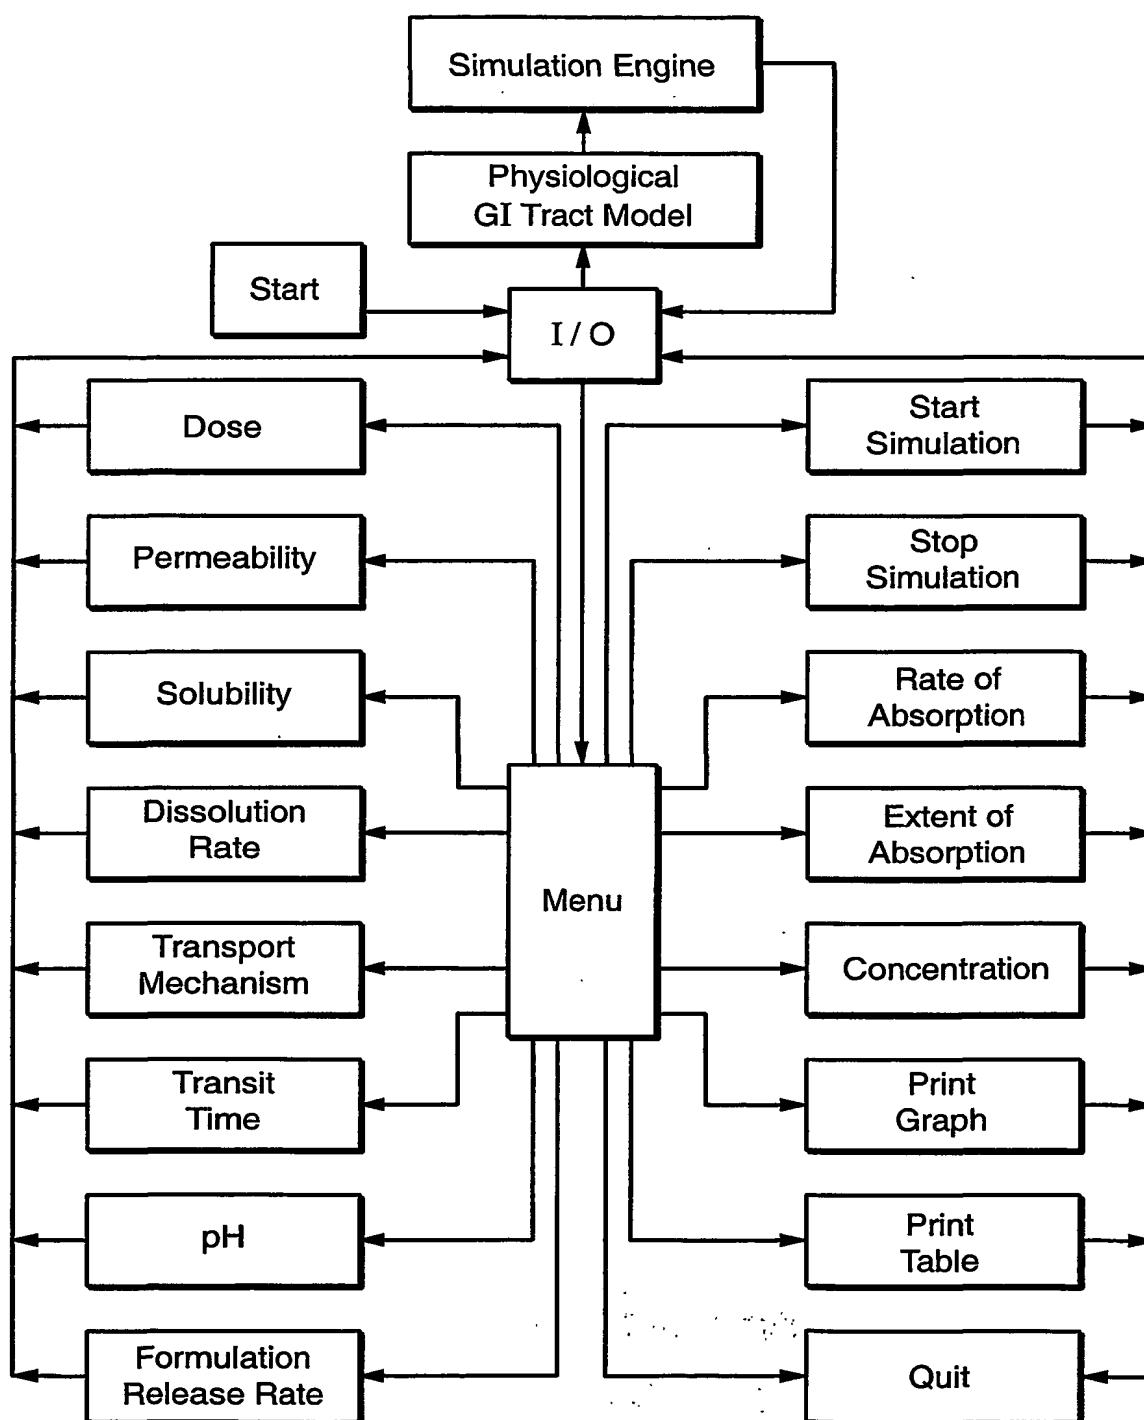 Simulation Engine
Physiological
GI Tract Model
Start
I / O
Dose
Start
Simulation
Permeability
Stop
Simulation
Solubility
Rate of
Absorption
Dissolution
Rate
Extent of
Absorption
Menu
Transport
Mechanism
Concentration
Transit
Time
Print
Graph
pH
Print
Table
Formulation
Release Rate
Quit